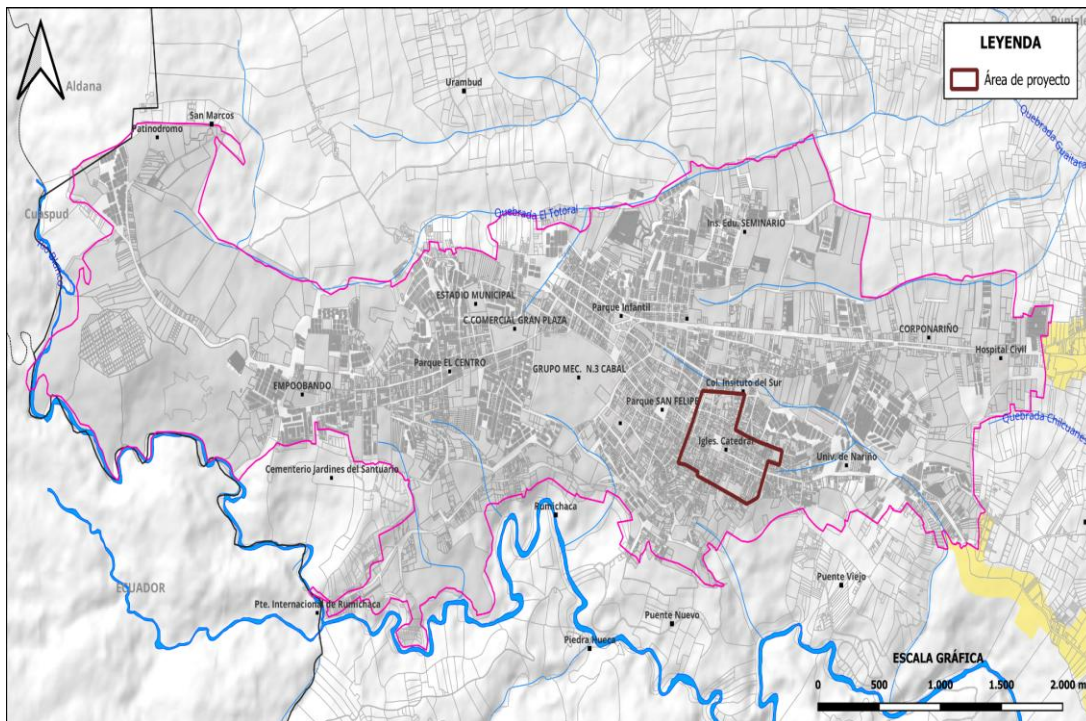 LEYENDA
Área de proyecto
Aldana
Urambud
San Marcos
Patinodromo
Quebrada Guaitara
Cuaspud
Quebrada El Totoral
Ins. Edu. SEMINARIO
ESTADIO MUNICIPAL
Parque Infantil
C.COMERCIAL GRAN PLAZA
CORPONARIÑO
Hospital Civil
Parque EL CENTRO
GRUPO MEC. N.3 CABAL
EMPOOBANDO
Col. Insituto del Sur
Parque SAN FELIPE
Quebrada Chilcuanes
Igles. Catedral
Univ. de Nariño
Cementerio Jardines del Santuario
Rumichaca
ECUADOR
Puente Viejo
Pte. Internacional de Rumichaca
Puente Nuevo
Piedra Hueca
ESCALA GRÁFICA
0 500 1.000 1.500 2.000 m